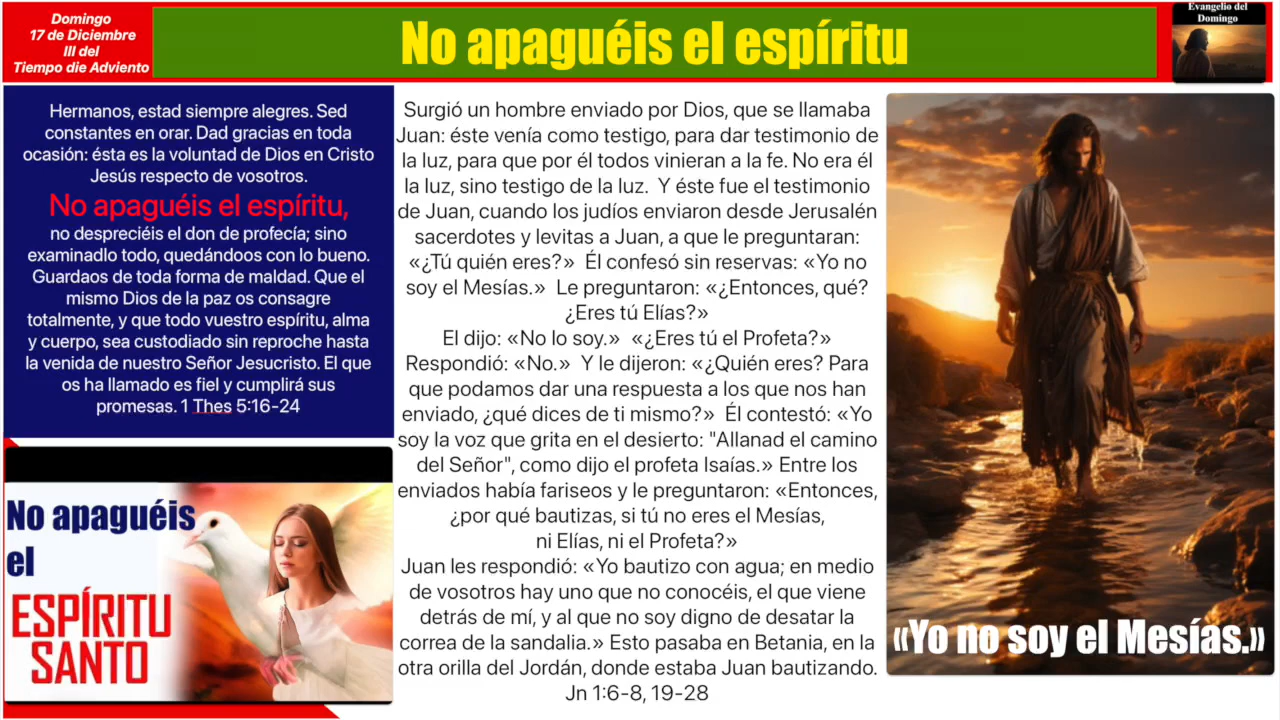 Domingo
17 de Diciembre
III del
Tiempo die Adviento
No apaguéis el espíritu
Evangelio del
Domingo
Hermanos, estad siempre alegres. Sed
constantes en orar. Dad gracias en toda
ocasión: ésta es la voluntad de Dios en Cristo
Jesús respecto de vosotros.
No apaguéis el espíritu,
no despreciéis el don de profecía; sino
examinadlo todo, quedándoos con lo bueno.
Guardaos de toda forma de maldad. Que el
mismo Dios de la paz os consagre
totalmente, y que todo vuestro espíritu, alma
y cuerpo, sea custodiado sin reproche hasta
la venida de nuestro Señor Jesucristo. El que
os ha llamado es fiel y cumplirá sus
promesas. 1 Thes 5:16-24
No apaguéis
el
ESPÍRITU
SANTO
Surgió un hombre enviado por Dios, que se llamaba
Juan: éste venía como testigo, para dar testimonio de
la luz, para que por él todos vinieran a la fe. No era él
la luz, sino testigo de la luz.  Y éste fue el testimonio
de Juan, cuando los judíos enviaron desde Jerusalén
sacerdotes y levitas a Juan, a que le preguntaran:
«¿Tú quién eres?»  Él confesó sin reservas: «Yo no
soy el Mesías.»  Le preguntaron: «¿Entonces, qué?
¿Eres tú Elías?»
El dijo: «No lo soy.»  «¿Eres tú el Profeta?»
Respondió: «No.»  Y le dijeron: «¿Quién eres? Para
que podamos dar una respuesta a los que nos han
enviado, ¿qué dices de ti mismo?»  Él contestó: «Yo
soy la voz que grita en el desierto: "Allanad el camino
del Señor", como dijo el profeta Isaías.» Entre los
enviados había fariseos y le preguntaron: «Entonces,
¿por qué bautizas, si tú no eres el Mesías,
ni Elías, ni el Profeta?»
Juan les respondió: «Yo bautizo con agua; en medio
de vosotros hay uno que no conocéis, el que viene
detrás de mí, y al que no soy digno de desatar la
correa de la sandalia.» Esto pasaba en Betania, en la
otra orilla del Jordán, donde estaba Juan bautizando.
Jn 1:6-8, 19-28
«Yo no soy el Mesías.»